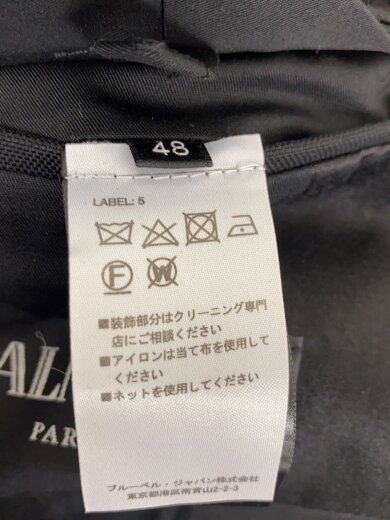 48
LABEL: 5
F
W
■装飾部分はクリーニング専門
店にご相談ください
■アイロンは当て布を使用して
ください
■ネットを使用してください
AL
PAR
ブルーベル・ジャパン株式会社
東京都港区南青山2-2-3